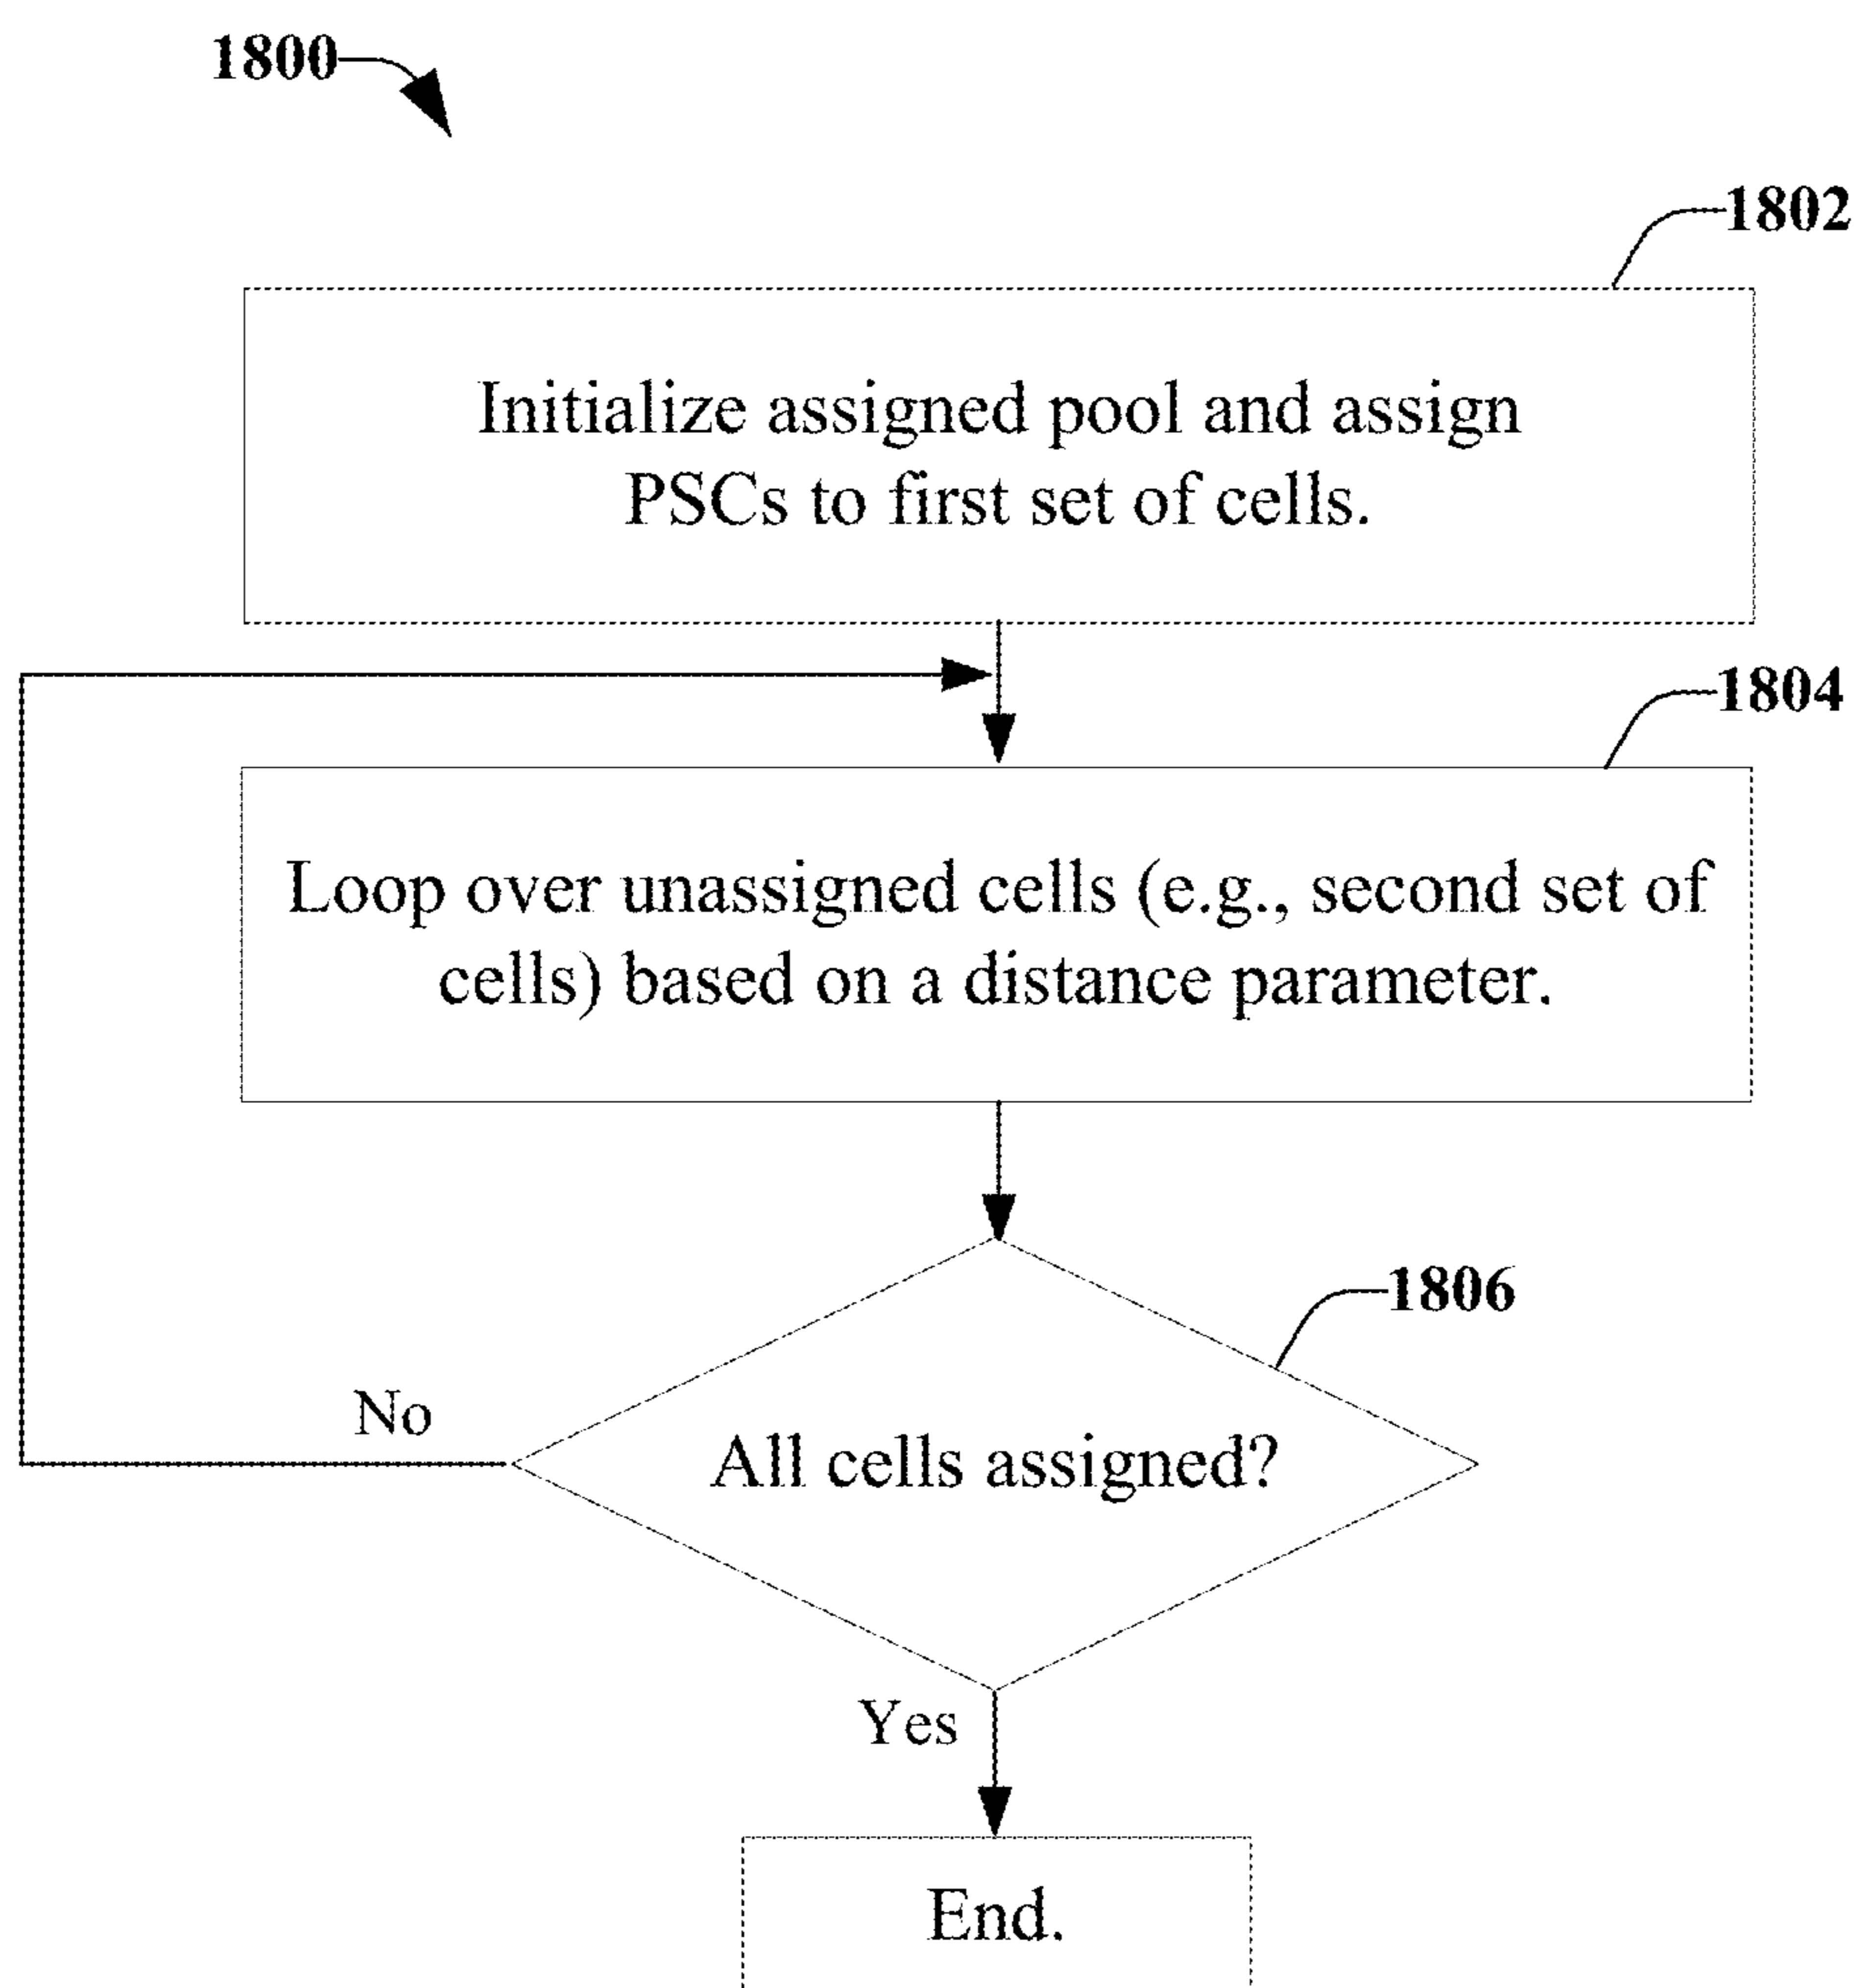 1800
1802
Initialize assigned pool and assign
PSCs to first set of cells.
1804
Loop over unassigned cells (e.g., second set of
cells) based on a distance parameter.
1806
No
All cells assigned?
Yes
End.